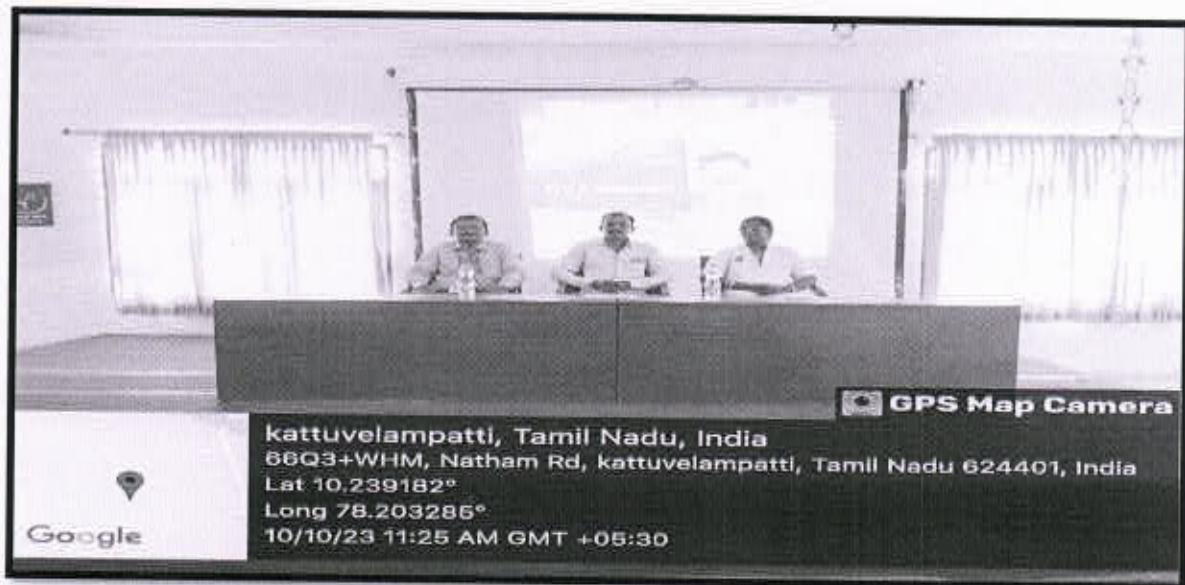 GPS Map Camera
kattuvelampatti, Tamil Nadu, India
66Q3+WHM, Natham Rd, kattuvelampatti, Tamil Nadu 624401, India
Lat 10.239182°
Long 78.203285°
10/10/23 11:25 AM GMT +05:30
Google